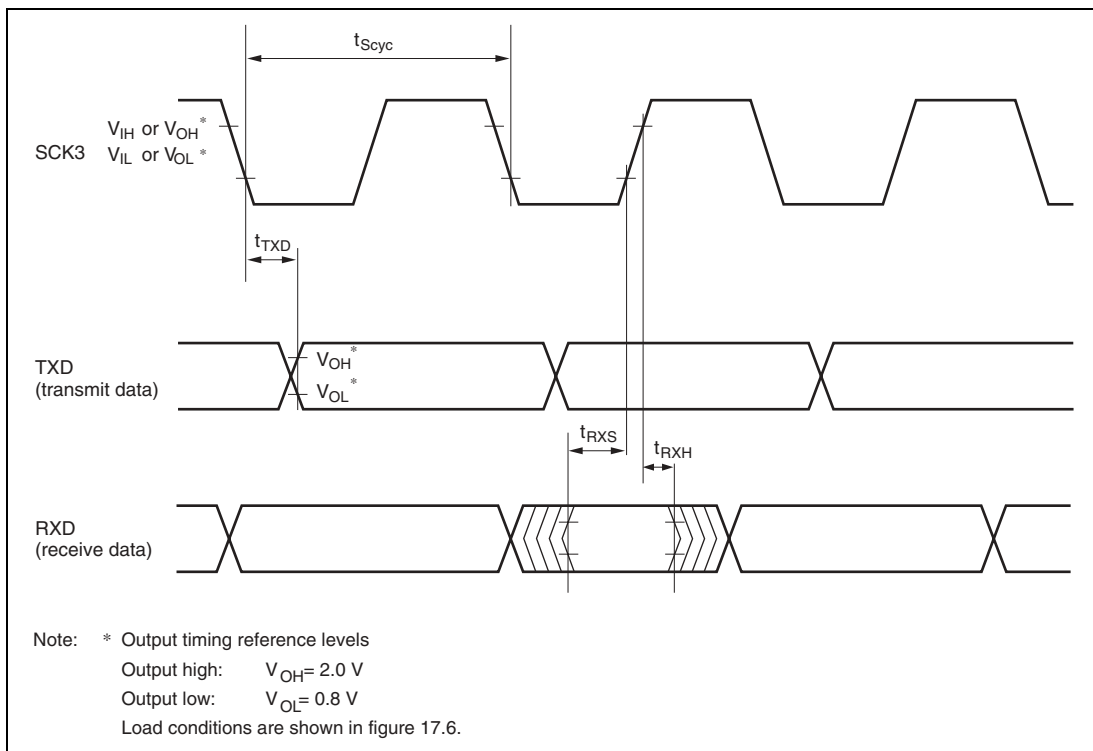 tScyc
VIH or VOH*
SCK3
VIL or VOL*
tTXD
TXD
(transmit data)
VOH*
VOL*
tRXS
tRXH
RXD
(receive data)
Note: * Output timing reference levels
Output high: VOH= 2.0 V
Output low: VOL= 0.8 V
Load conditions are shown in figure 17.6.